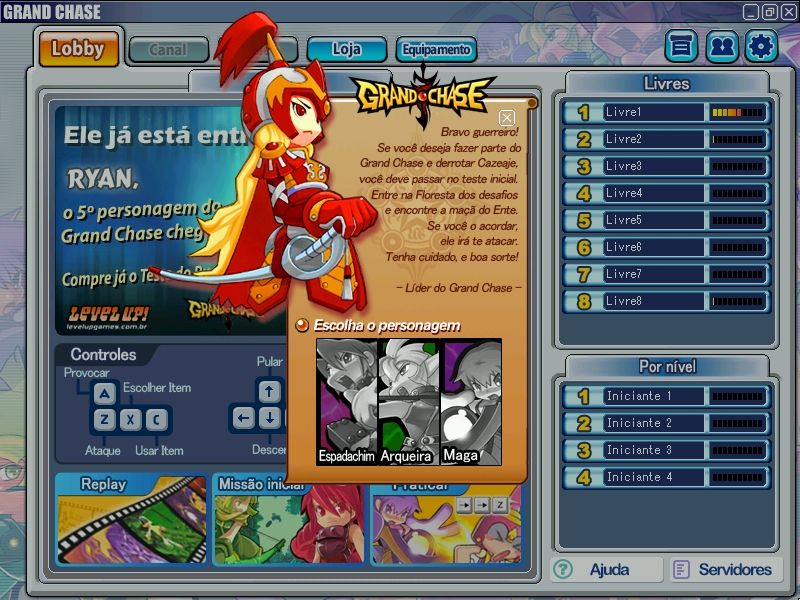 GRAND CHASE
Lobby
Canal
Loja
Equipamento
Ele já está ent
RYAN,
o 5º personagem do
Grand Chase cheg
Compre já o
LEVEL UP!
levelupgames.com.br
GRAND CHASE
Bravo guerreiro!
Se você deseja fazer parte do
Grand Chase e derrotar Cazeaje,
você deve passar no teste inicial.
Entre na Floresta dos desafios
e encontre a maçã do Ente.
Se você o acordar,
ele irá te atacar.
Tenha cuidado, e boa sorte!
- Líder do Grand Chase -
Escolha o personagem
Espadachim
Arqueira
Maga
Controles
Provocar
Escolher Item
A
Z X C
Ataque
Usar Item
Pular
← ↓
↑
Descer
Replay
Missão inicial
Praticar
→ → Z
Livres
1 Livre1
2 Livre2
3 Livre3
4 Livre4
5 Livre5
6 Livre6
7 Livre7
8 Livre8
Por nível
1 Iniciante 1
2 Iniciante 2
3 Iniciante 3
4 Iniciante 4
? Ajuda
Servidores